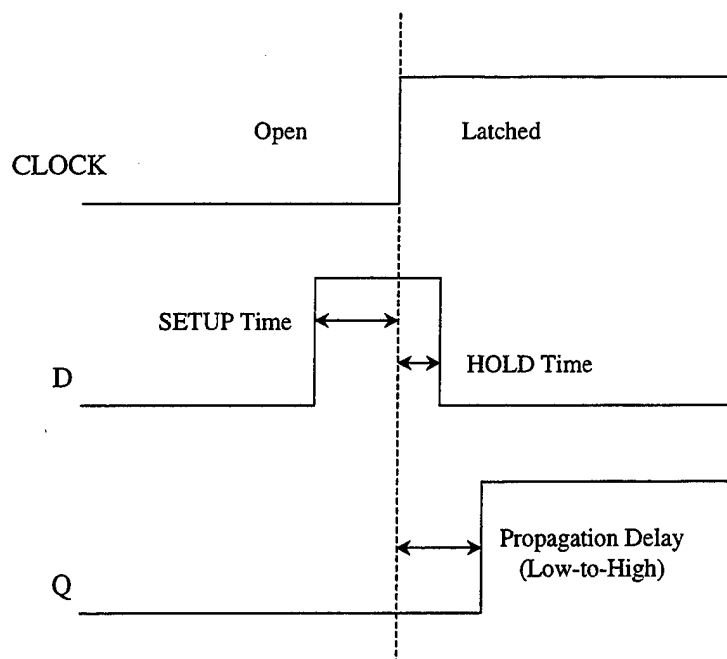 Open
Latched
CLOCK
SETUP Time
HOLD Time
D
Propagation Delay
(Low-to-High)
Q